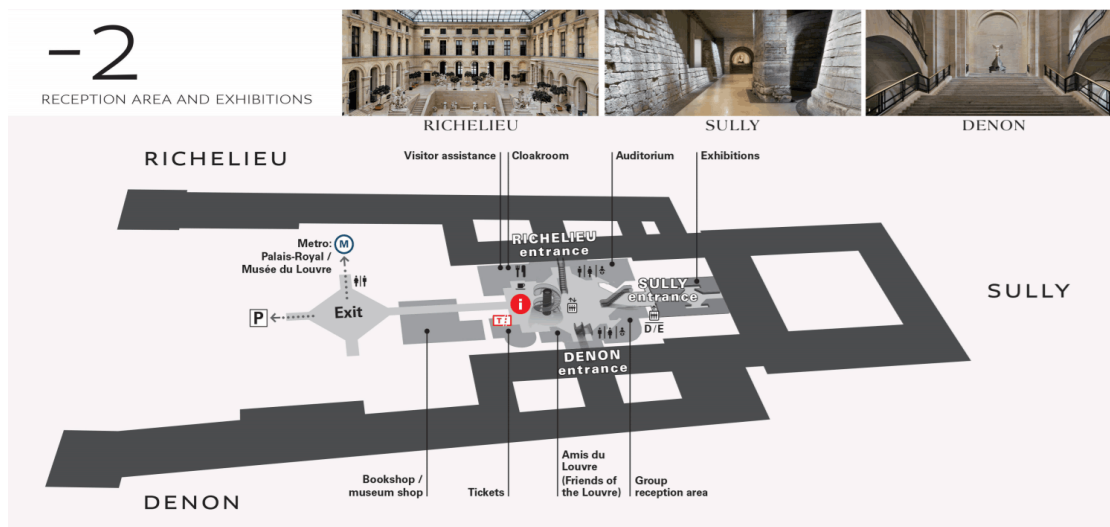 -2
RECEPTION AREA AND EXHIBITIONS
RICHELIEU
SULLY
DENON
RICHELIEU
Visitor assistance
Cloakroom
Auditorium
Exhibitions
Metro:
Palais-Royal /
Musée du Louvre
M
RICHELIEU
entrance
SULLY
entrance
SULLY
P
Exit
i
T
D/E
DENON
entrance
Bookshop /
museum shop
Tickets
Amis du
Louvre
(Friends of
the Louvre)
Group
reception area
DENON